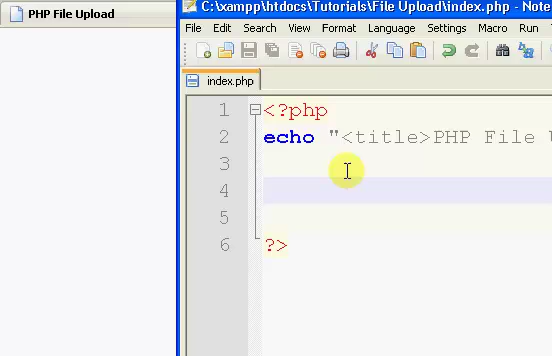 PHP File Upload
C:\xampp\htdocs\Tutorials\File Upload\index.php - Note
File Edit Search View Format Language Settings Macro Run
index.php
1 <?php
2 echo "<title>PHP File
3
4
5
6 ?>